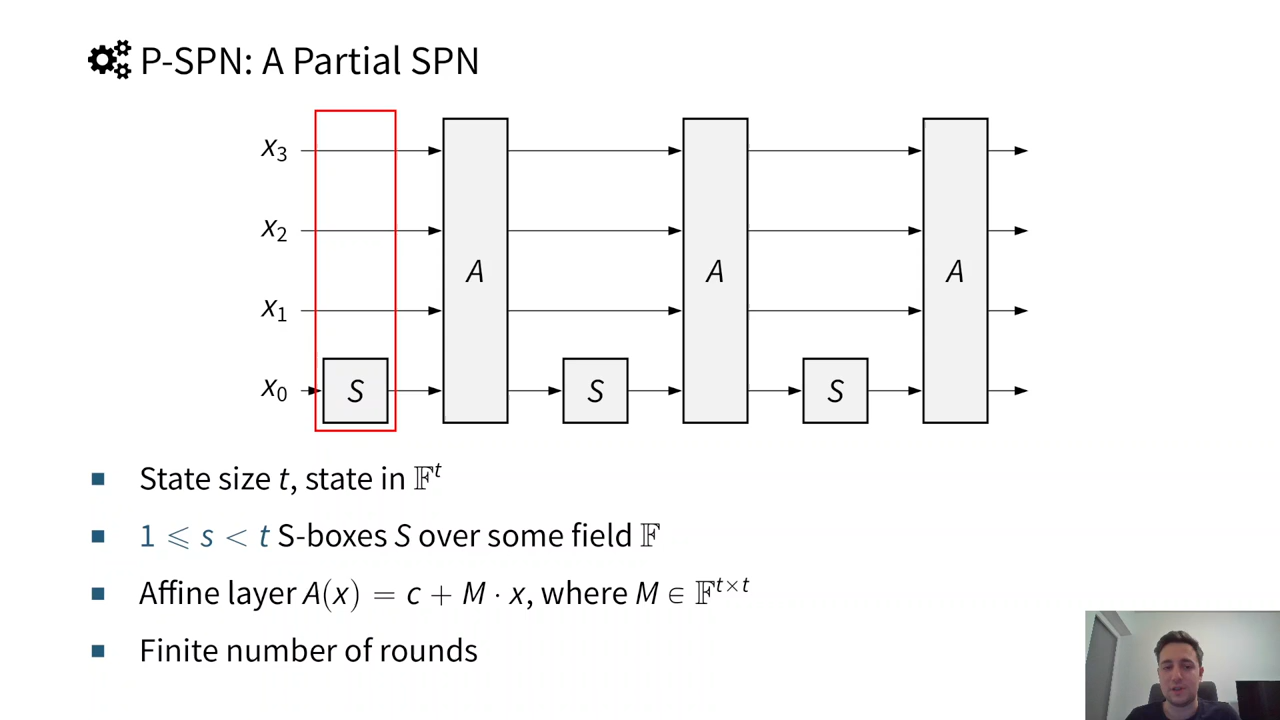 P-SPN: A Partial SPN
x₃
x₂
x₁
x₀
S
A
S
A
S
A
State size t, state in 𝔽ᵗ
1 ⩽ s < t S-boxes S over some field 𝔽
Affine layer A(x) = c + M · x, where M ∈ 𝔽ᵗˣᵗ
Finite number of rounds